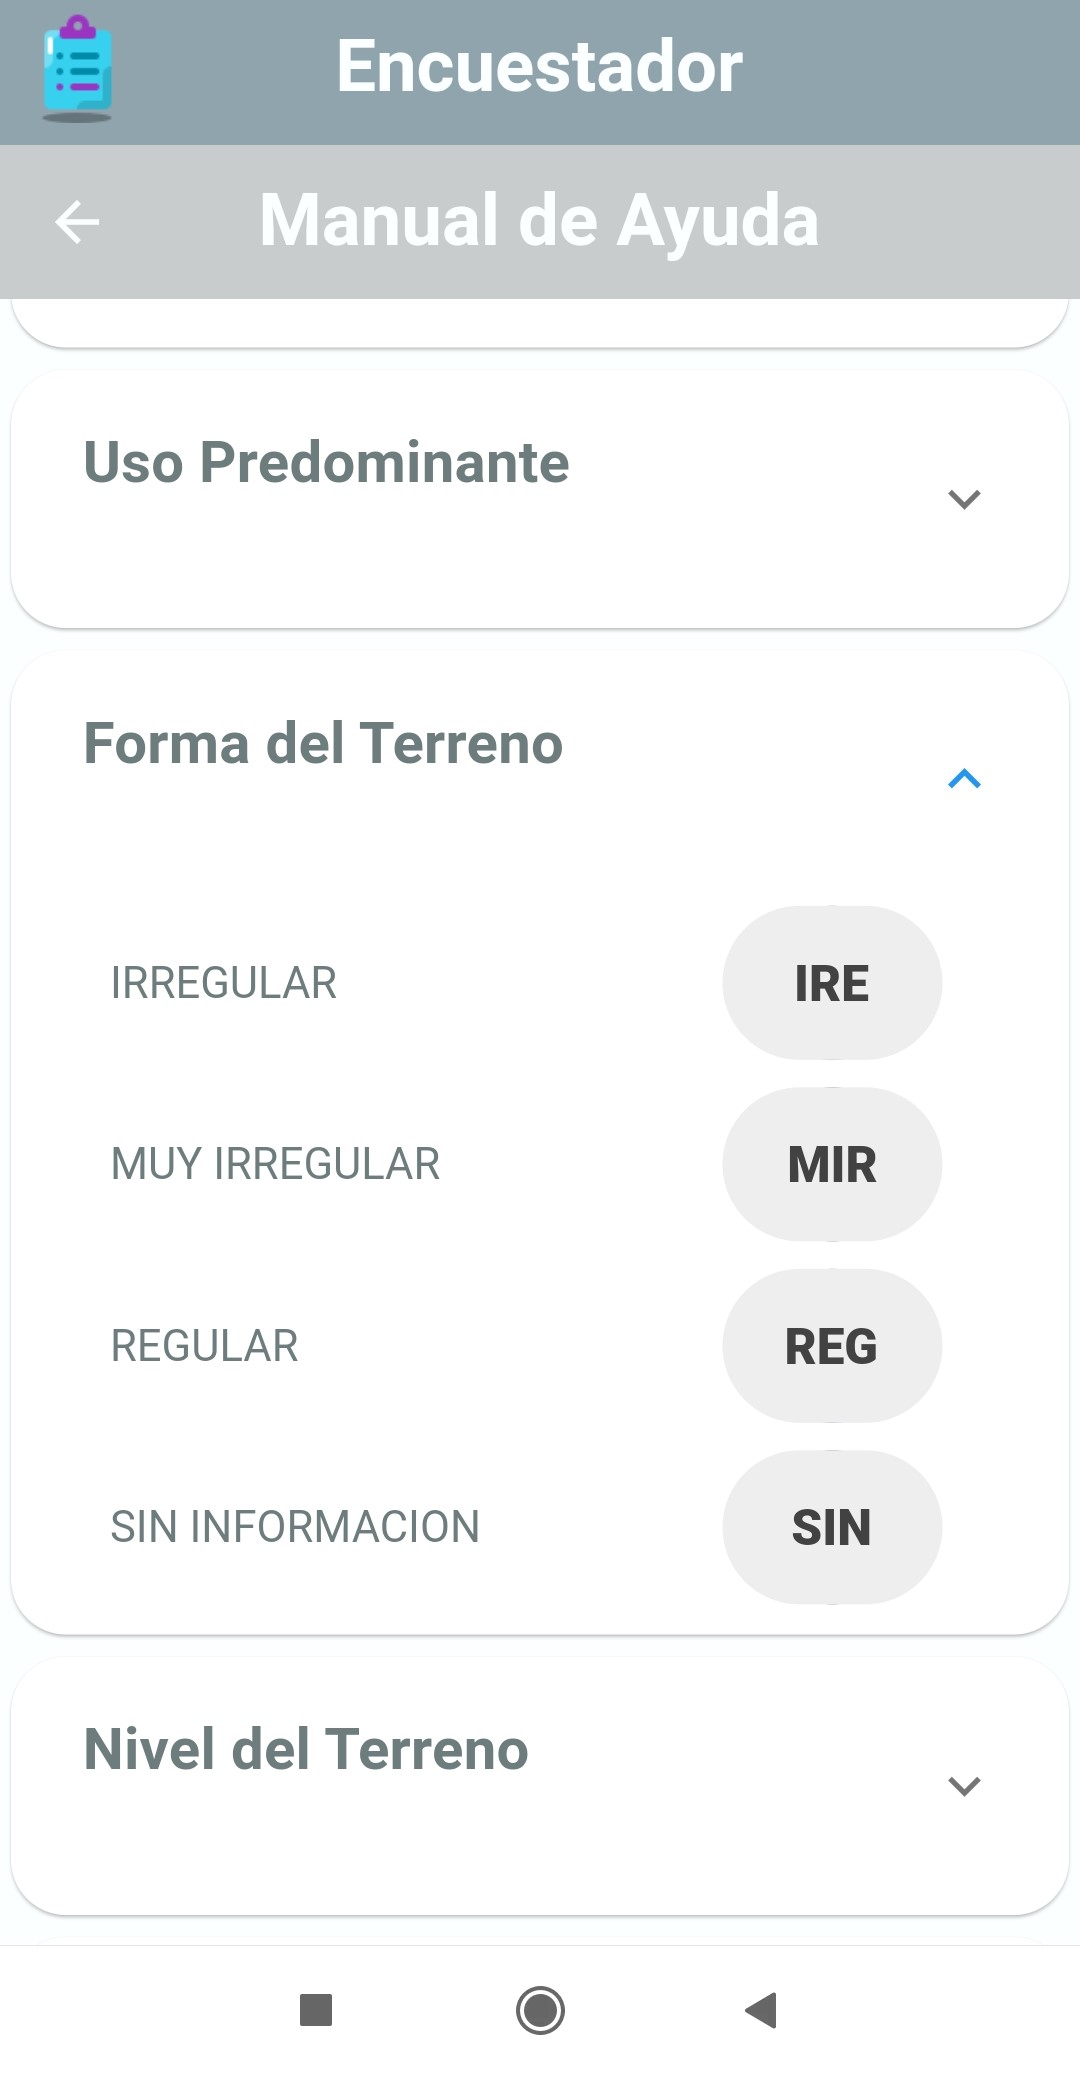 Encuestador
Manual de Ayuda
Uso Predominante
Forma del Terreno
IRREGULAR IRE
MUY IRREGULAR MIR
REGULAR REG
SIN INFORMACION SIN
Nivel del Terreno